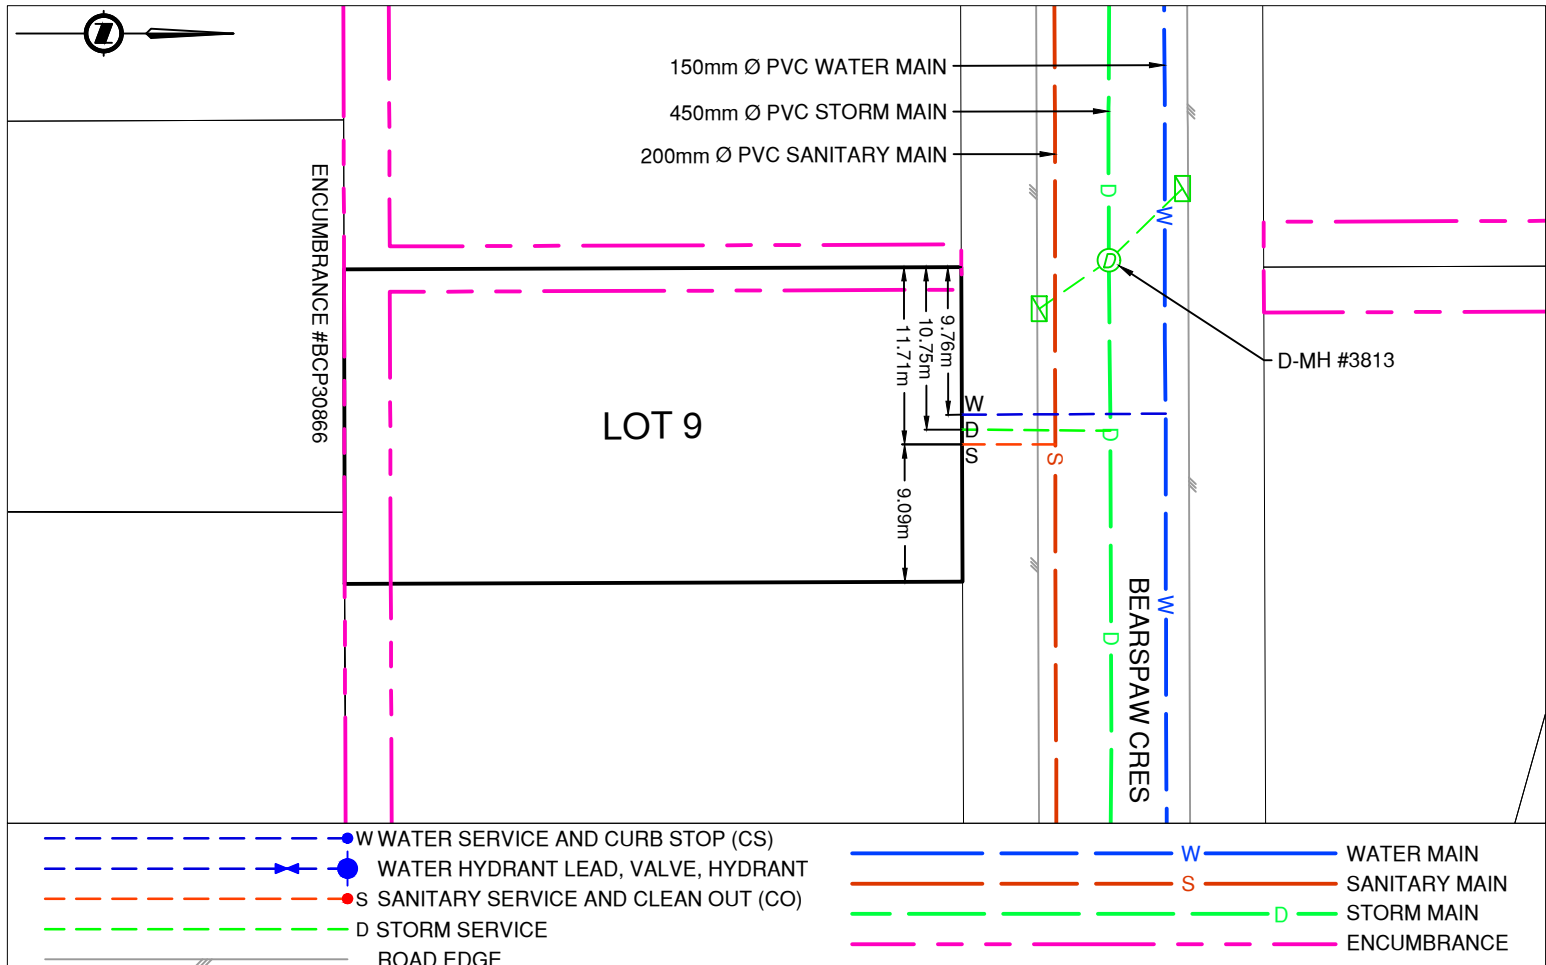 Z
150mm Ø PVC WATER MAIN
450mm Ø PVC STORM MAIN
200mm Ø PVC SANITARY MAIN
ENCUMBRANCE #BCP30866
D
W
D
D-MH #3813
9.76m
10.75m
11.71m
LOT 9
W
D
S
D
S
9.09m
BEARSPAW CRES
W
D
W WATER SERVICE AND CURB STOP (CS)
WATER HYDRANT LEAD, VALVE, HYDRANT
S SANITARY SERVICE AND CLEAN OUT (CO)
D STORM SERVICE
ROAD EDGE
W WATER MAIN
S SANITARY MAIN
D STORM MAIN
ENCUMBRANCE